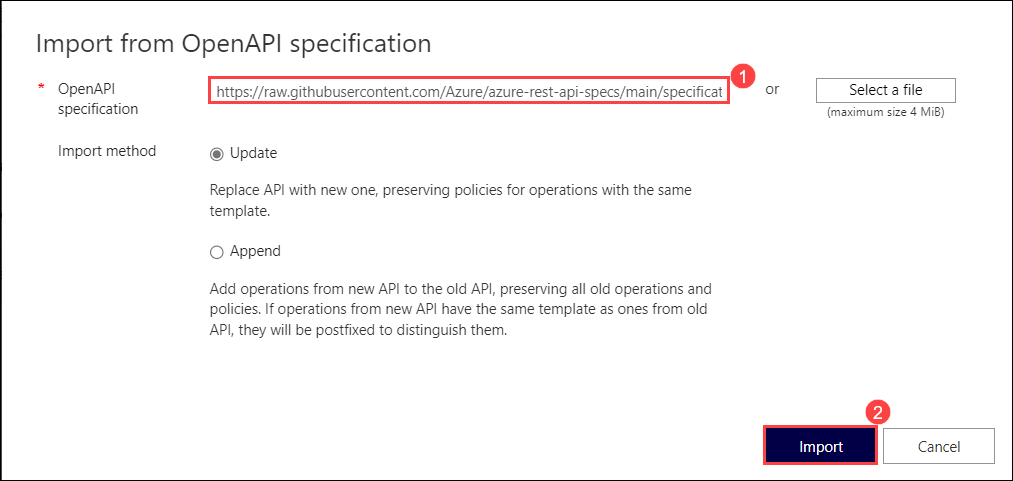 Import from OpenAPI specification
* OpenAPI specification
https://raw.githubusercontent.com/Azure/azure-rest-api-specs/main/specificat
1
or
Select a file
(maximum size 4 MiB)
Import method
Update
Replace API with new one, preserving policies for operations with the same
template.
Append
Add operations from new API to the old API, preserving all old operations and
policies. If operations from new API have the same template as ones from old
API, they will be postfixed to distinguish them.
2
Import
Cancel